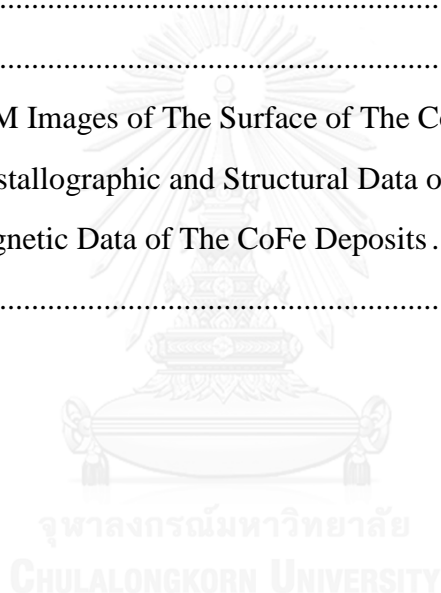 ................................................................
................................................................
M Images of The Surface of The Co
stallographic and Structural Data o
gnetic Data of The CoFe Deposits .
................................................................
จุฬาลงกรณ์มหาวิทยาลัย
CHULALONGKORN UNIVERSITY